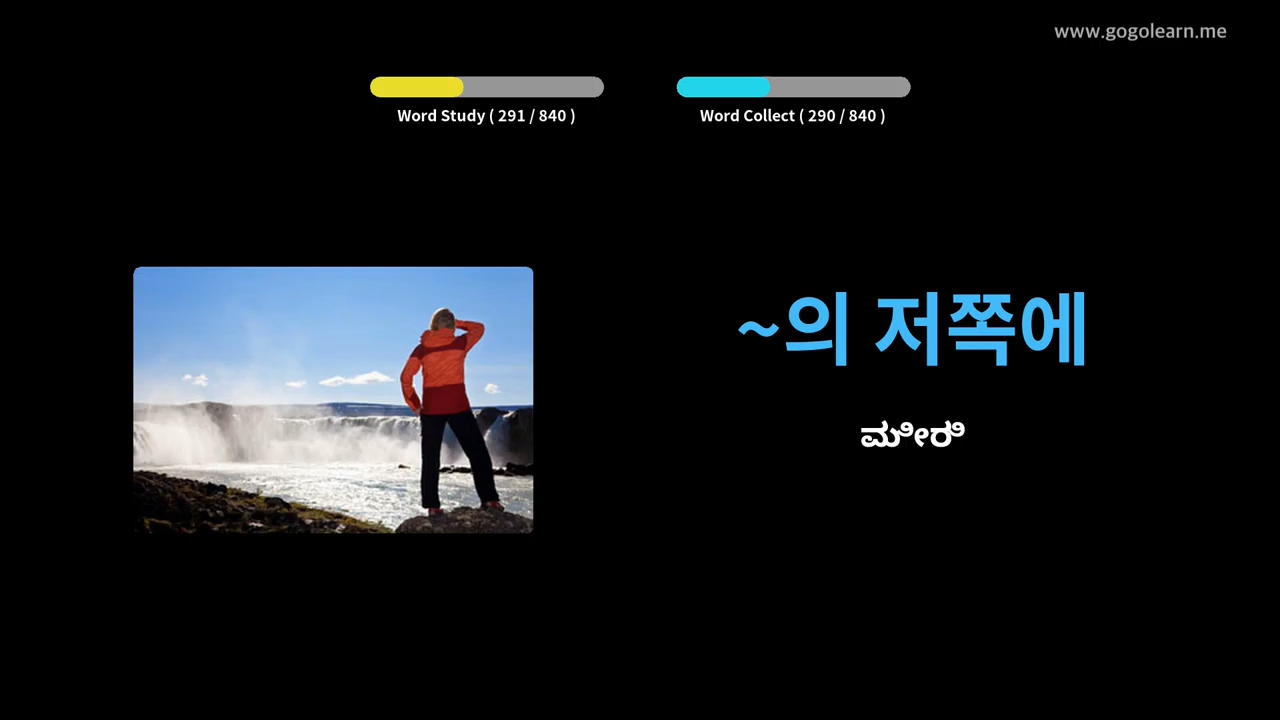 www.gogolearn.me
Word Study ( 291 / 840 )
Word Collect ( 290 / 840 )
~의 저쪽에
ಮೀರಿ